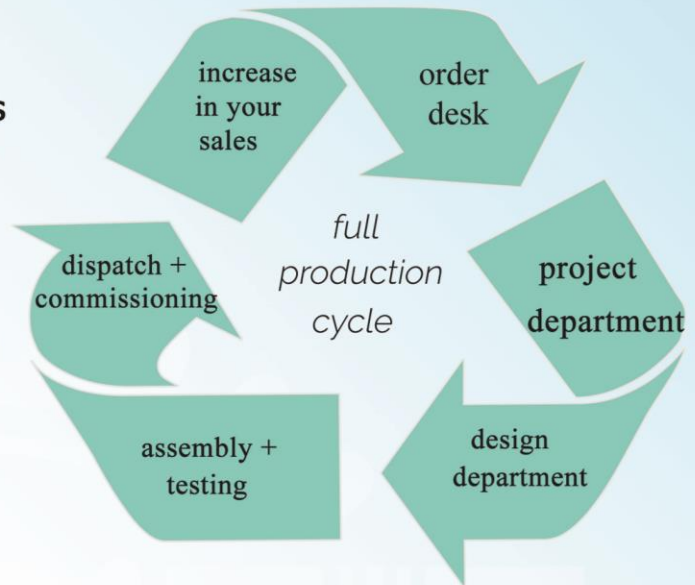 s
increase
in your
sales
order
desk
project
department
design
department
assembly +
testing
dispatch +
commissioning
full
production
cycle